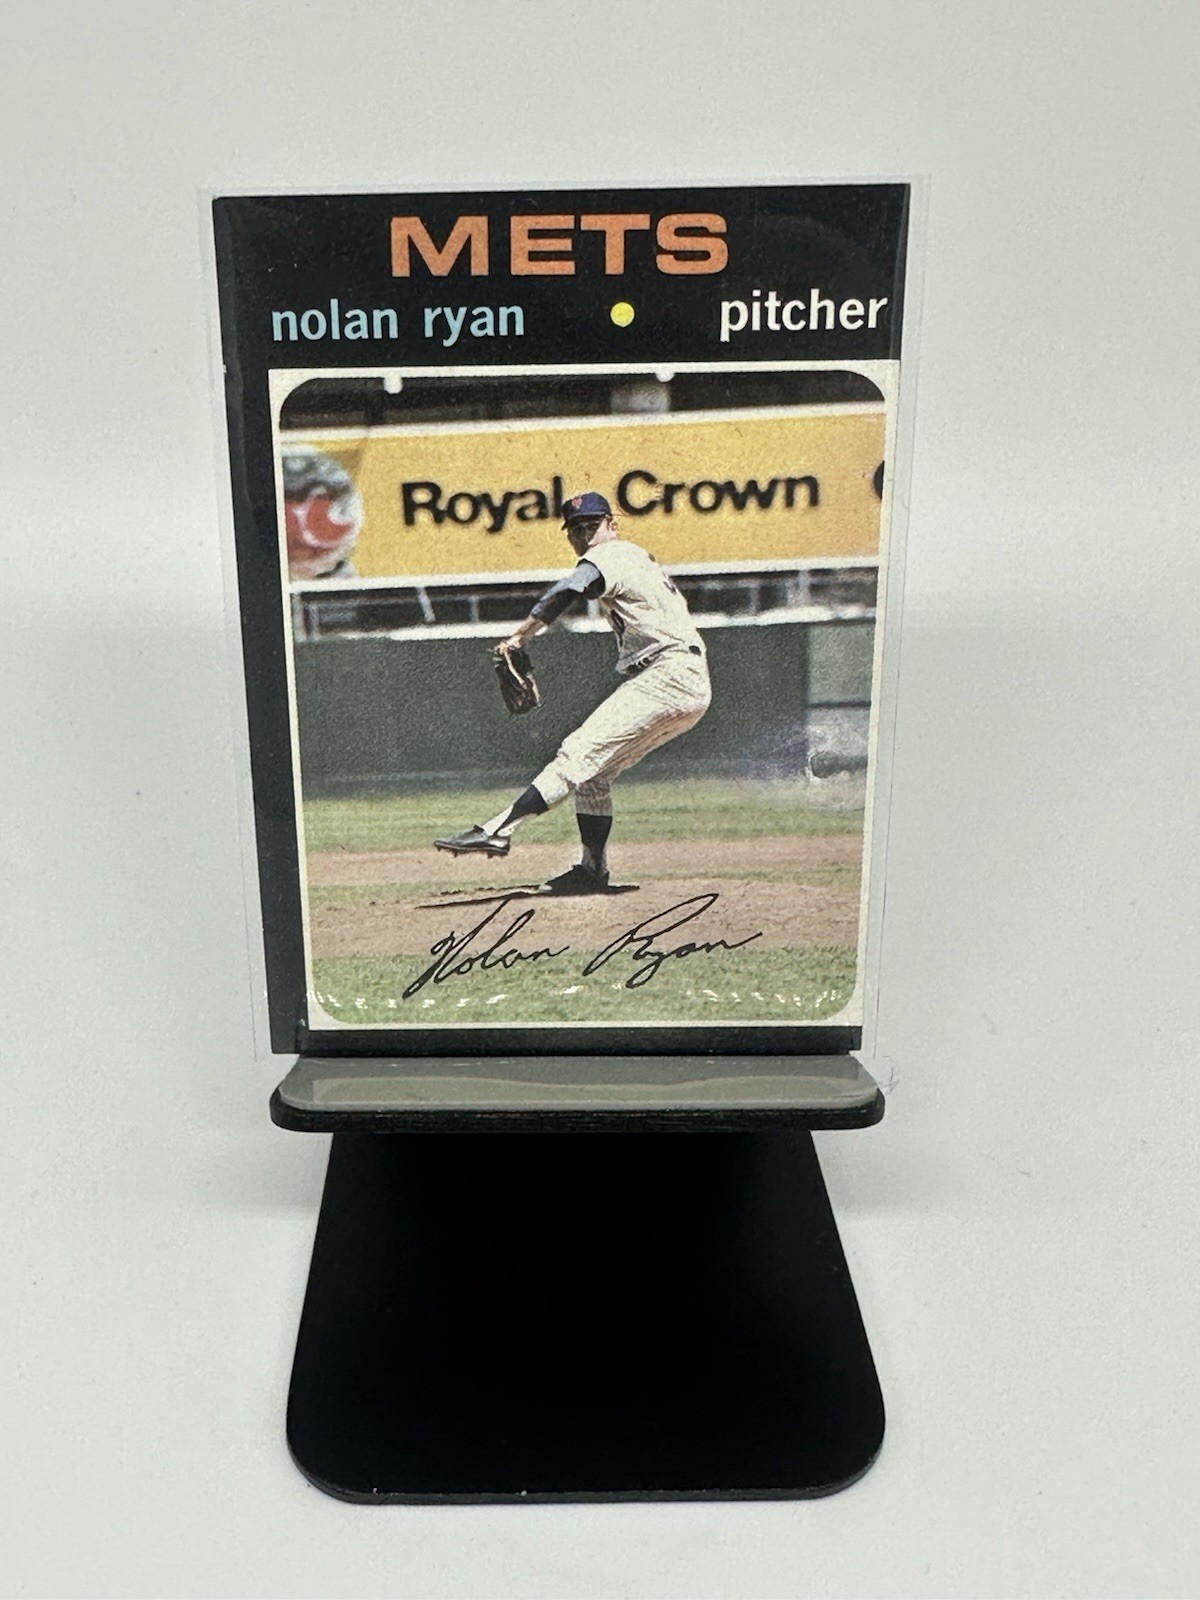 METS
nolan ryan • pitcher
Royal Crown
Nolan Ryan